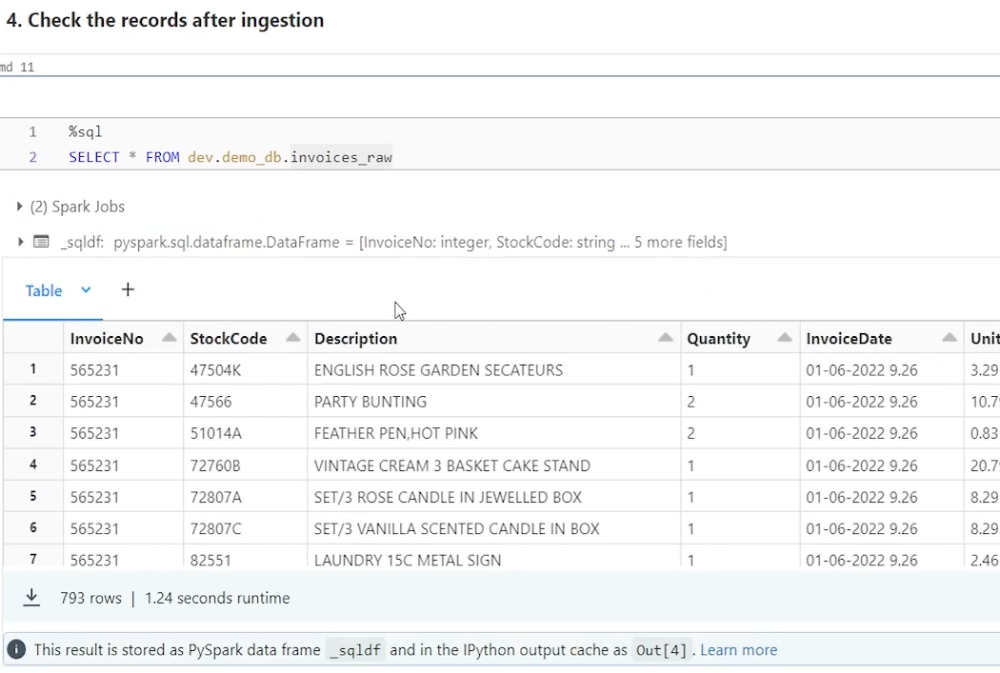 4. Check the records after ingestion
md 11
1 %sql
2 SELECT * FROM dev.demo_db.invoices_raw
(2) Spark Jobs
_sqldf: pyspark.sql.dataframe.DataFrame = [InvoiceNo: integer, StockCode: string ... 5 more fields]
Table +
InvoiceNo StockCode Description Quantity InvoiceDate Unit
1 565231 47504K ENGLISH ROSE GARDEN SECATEURS 1 01-06-2022 9.26 3.29
2 565231 47566 PARTY BUNTING 2 01-06-2022 9.26 10.7
3 565231 51014A FEATHER PEN,HOT PINK 2 01-06-2022 9.26 0.83
4 565231 72760B VINTAGE CREAM 3 BASKET CAKE STAND 1 01-06-2022 9.26 20.7
5 565231 72807A SET/3 ROSE CANDLE IN JEWELLED BOX 1 01-06-2022 9.26 8.29
6 565231 72807C SET/3 VANILLA SCENTED CANDLE IN BOX 1 01-06-2022 9.26 8.29
7 565231 82551 LAUNDRY 15C METAL SIGN 1 01-06-2022 9.26 2.46
793 rows | 1.24 seconds runtime
This result is stored as PySpark data frame _sqldf and in the IPython output cache as Out[4]. Learn more